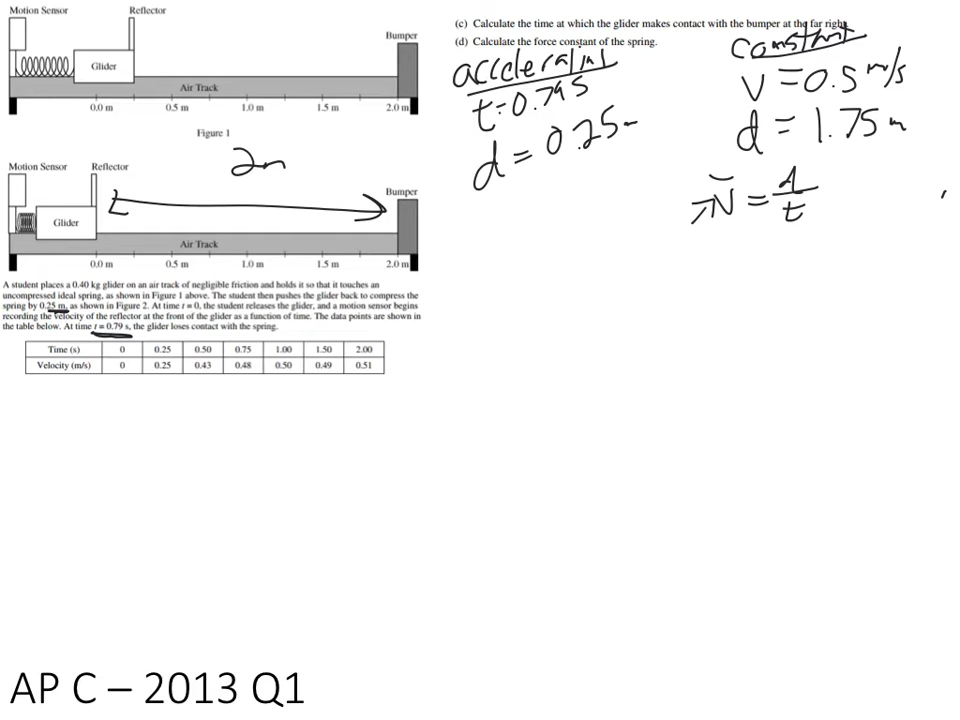 Motion Sensor Reflector
Bumper
Glider
Air Track
0.0 m 0.5 m 1.0 m 1.5 m 2.0 m
Figure 1
2m
Motion Sensor Reflector
Bumper
Glider
Air Track
0.0 m 0.5 m 1.0 m 1.5 m 2.0 m
A student places a 0.40 kg glider on an air track of negligible friction and holds it so that it touches an
uncompressed ideal spring, as shown in Figure 1 above. The student then pushes the glider back to compress the
spring by 0.25 m, as shown in Figure 2. At time t = 0, the student releases the glider, and a motion sensor begins
recording the velocity of the reflector at the front of the glider as a function of time. The data points are shown in
the table below. At time t = 0.79 s, the glider loses contact with the spring.
Time (s) 0 0.25 0.50 0.75 1.00 1.50 2.00
Velocity (m/s) 0 0.25 0.43 0.48 0.50 0.49 0.51
(c) Calculate the time at which the glider makes contact with the bumper at the far right.
(d) Calculate the force constant of the spring.
t=0.79s
d = 0.25m
constant
V = 0.5 m/s
d = 1.75 m
AP C – 2013 Q1